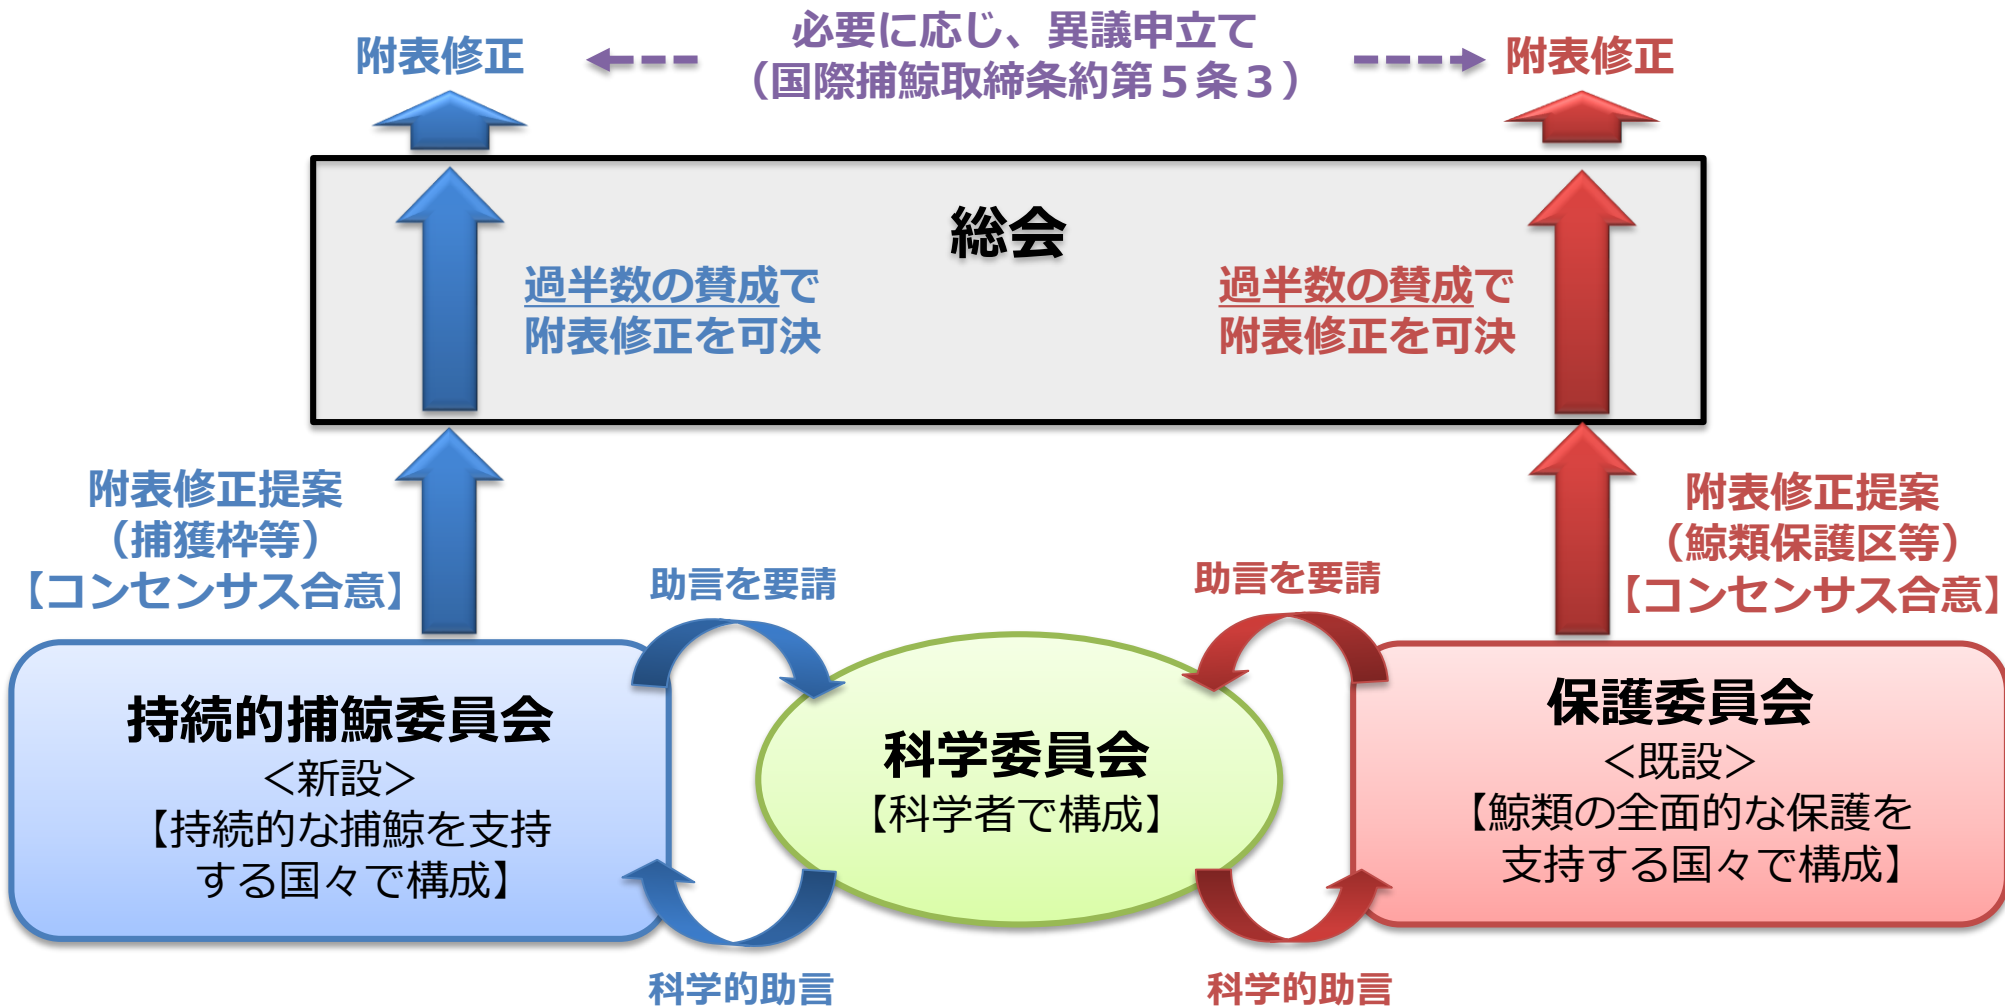 附表修正
必要に応じ、異議申立て
（国際捕鯨取締条約第５条３）
附表修正
総会
過半数の賛成で
附表修正を可決
過半数の賛成で
附表修正を可決
附表修正提案
（捕獲枠等）
【コンセンサス合意】
附表修正提案
（鯨類保護区等）
【コンセンサス合意】
助言を要請
助言を要請
持続的捕鯨委員会
＜新設＞
【持続的な捕鯨を支持
する国々で構成】
科学委員会
【科学者で構成】
保護委員会
＜既設＞
【鯨類の全面的な保護を
支持する国々で構成】
科学的助言
科学的助言